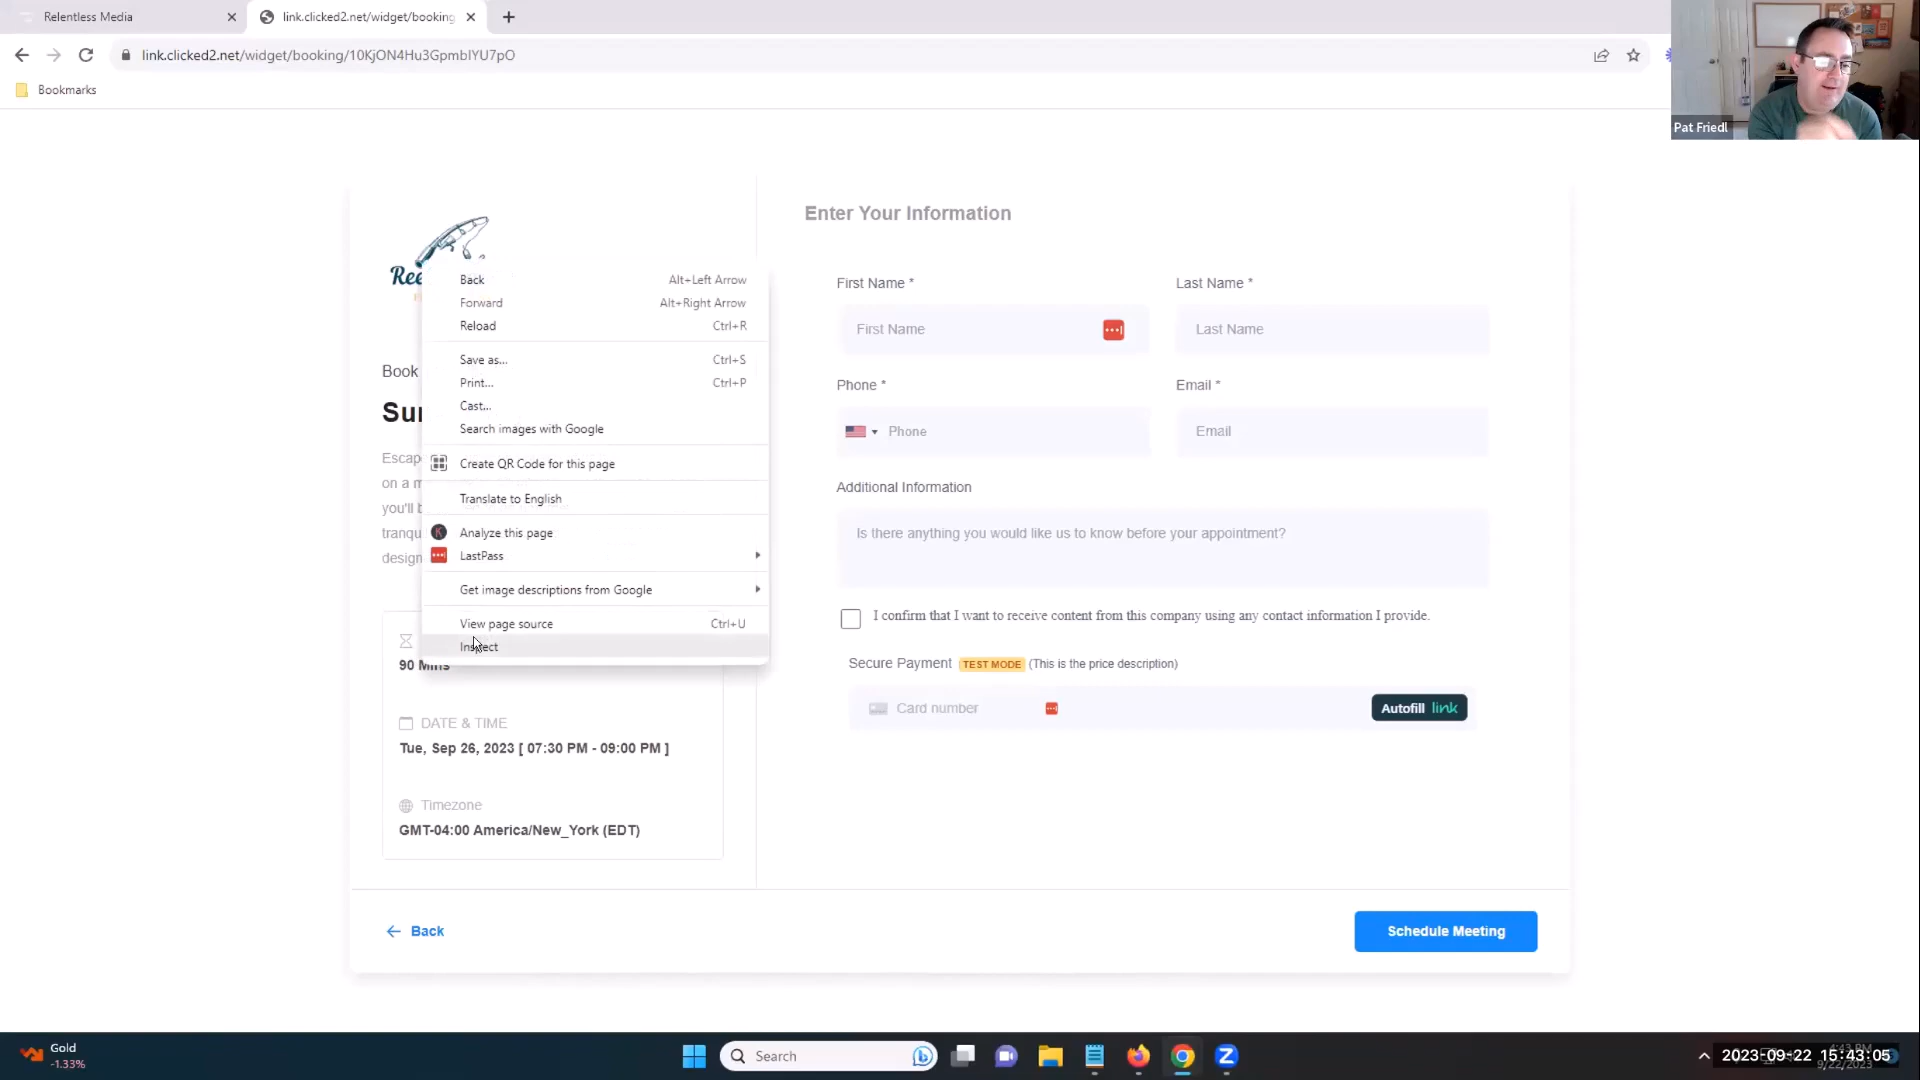 Relentless Media
link.clicked2.net/widget/booking
link.clicked2.net/widget/booking/10KjON4Hu3GpmbIYU7pO
Bookmarks
Pat Friedl
Enter Your Information
First Name *
Last Name *
First Name
Last Name
Phone *
Email *
Phone
Email
Additional Information
Is there anything you would like us to know before your appointment?
I confirm that I want to receive content from this company using any contact information I provide.
Secure Payment TEST MODE (This is the price description)
Card number
Autofill link
Back Alt+Left Arrow
Forward Alt+Right Arrow
Reload Ctrl+R
Save as... Ctrl+S
Print... Ctrl+P
Cast...
Search images with Google
Create QR Code for this page
Translate to English
Analyze this page
LastPass
Get image descriptions from Google
View page source Ctrl+U
Inspect
Book
on a
you'll
90 Mins
DATE & TIME
Tue, Sep 26, 2023 [ 07:30 PM - 09:00 PM ]
Timezone
GMT-04:00 America/New_York (EDT)
Back
Schedule Meeting
Gold
-1.33%
Search
2023-09-22 15:43:05